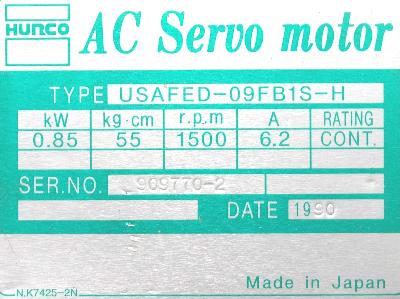 HURCO
AC Servo motor
TYPE USAFED-09FB1S-H
kW kg·cm r.p.m A RATING
0.85 55 1500 6.2 CONT.
SER.NO. 909770-2
DATE 1990
N.K7425-2N Made in Japan